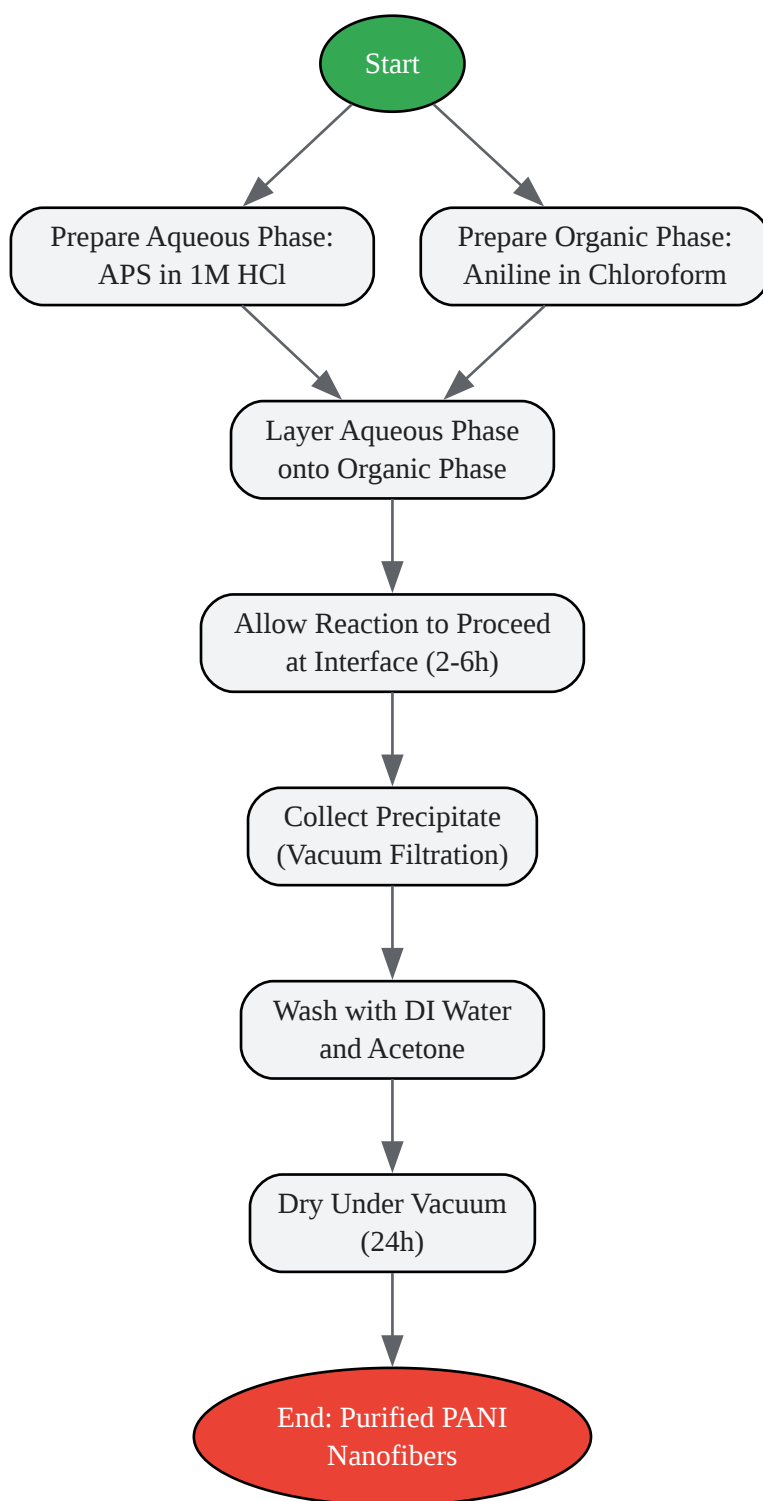 Start
Prepare Aqueous Phase:
APS in 1M HCl
Prepare Organic Phase:
Aniline in Chloroform
Layer Aqueous Phase
onto Organic Phase
Allow Reaction to Proceed
at Interface (2-6h)
Collect Precipitate
(Vacuum Filtration)
Wash with DI Water
and Acetone
Dry Under Vacuum
(24h)
End: Purified PANI
Nanofibers